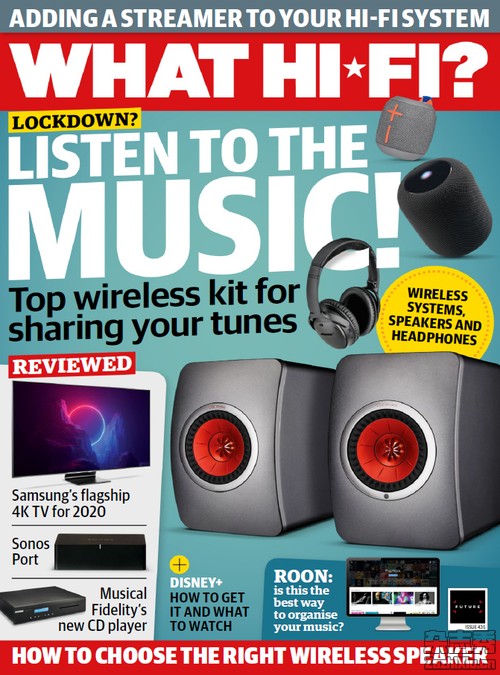 ADDING A STREAMER TO YOUR HI-FI SYSTEM
WHAT HI★FI?
LOCKDOWN?
LISTEN TO THE
MUSIC!
Top wireless kit for
sharing your tunes
WIRELESS
SYSTEMS,
SPEAKERS AND
HEADPHONES
REVIEWED
Samsung's flagship
4K TV for 2020
Sonos
Port
Musical
Fidelity's
new CD player
+
DISNEY+
HOW TO GET
IT AND WHAT
TO WATCH
ROON:
is this the
best way
to organise
your music?
FUTURE
ISSUE 435
HOW TO CHOOSE THE RIGHT WIRELESS SPEAKER